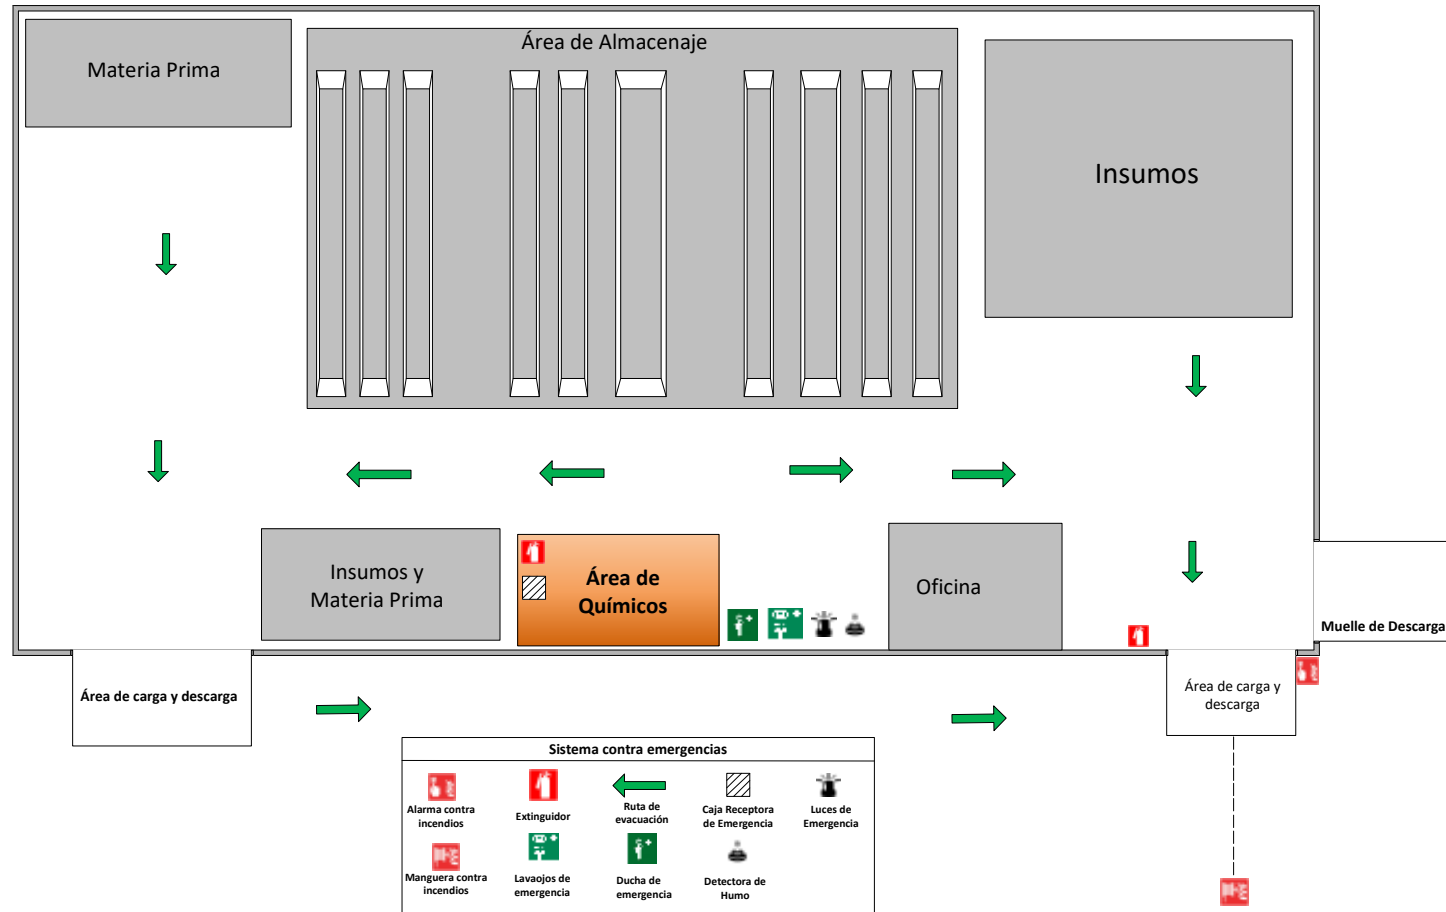 Materia Prima
Área de Almacenaje
Insumos
Insumos y
Materia Prima
Área de
Químicos
Oficina
Muelle de Descarga
Área de carga y descarga
Área de carga y
descarga
Sistema contra emergencias
Alarma contra
incendios
Extinguidor
Ruta de
evacuación
Caja Receptora
de Emergencia
Luces de
Emergencia
Manguera contra
incendios
Lavaojos de
emergencia
Ducha de
emergencia
Detectora de
Humo